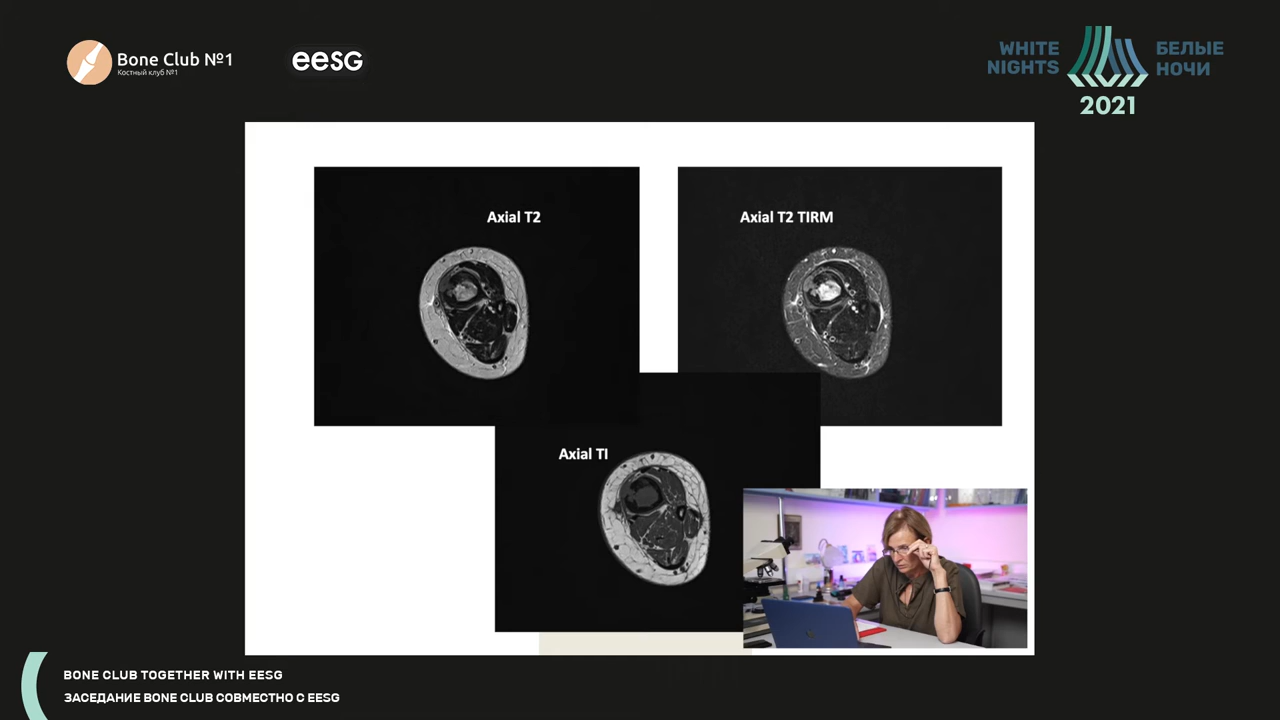 Bone Club №1
Костный клуб №1
eesg
WHITE
NIGHTS
БЕЛЫЕ
НОЧИ
2021
Axial T2
Axial T2 TIRM
Axial TI
BONE CLUB TOGETHER WITH EESG
ЗАСЕДАНИЕ BONE CLUB СОВМЕСТНО С EESG